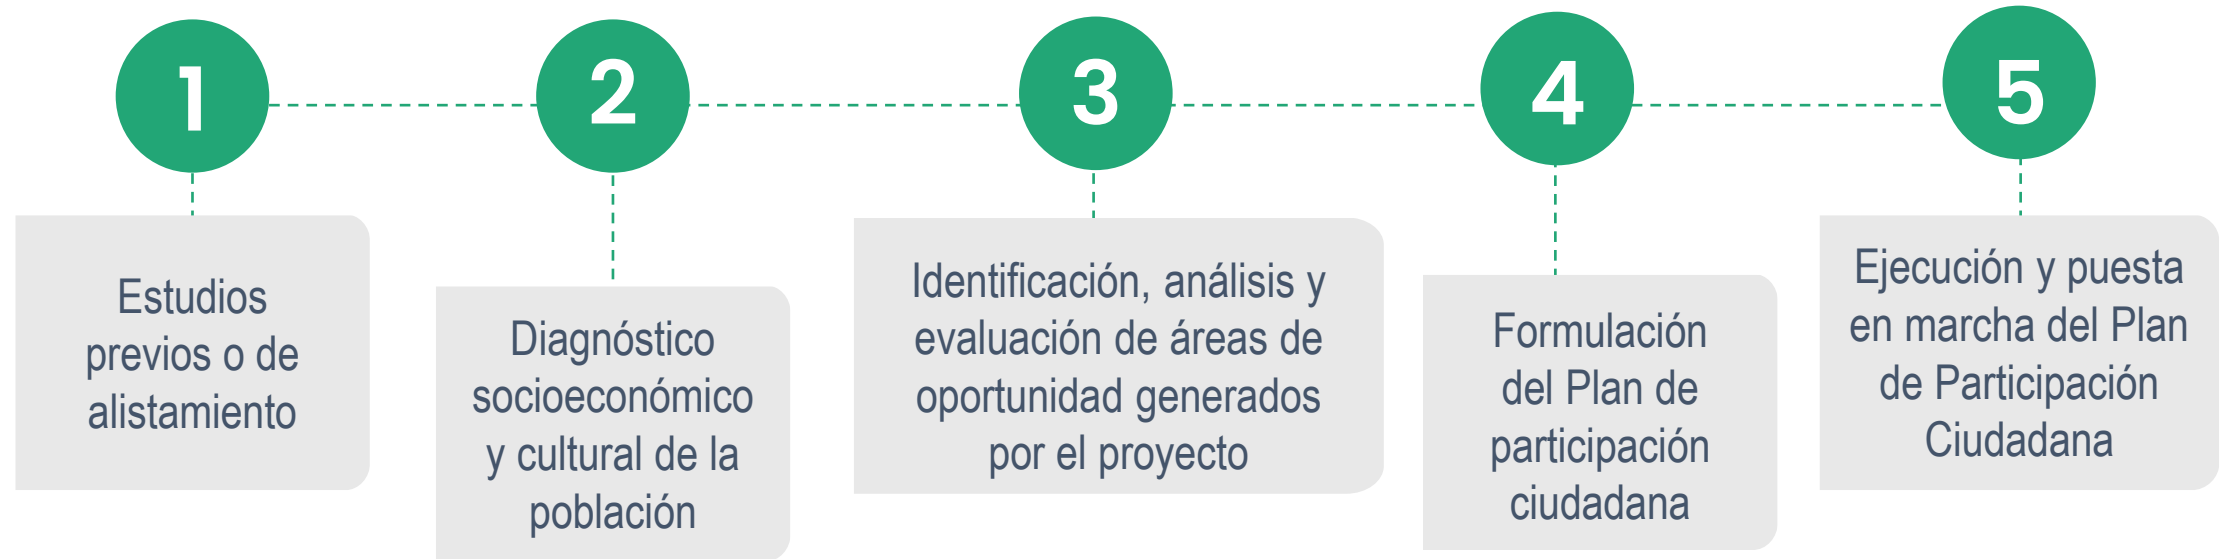 1
Estudios
previos o de
alistamiento
2
Diagnóstico
socioeconómico
y cultural de la
población
3
Identificación, análisis y
evaluación de áreas de
oportunidad generados
por el proyecto
4
Formulación
del Plan de
participación
ciudadana
5
Ejecución y puesta
en marcha del Plan
de Participación
Ciudadana